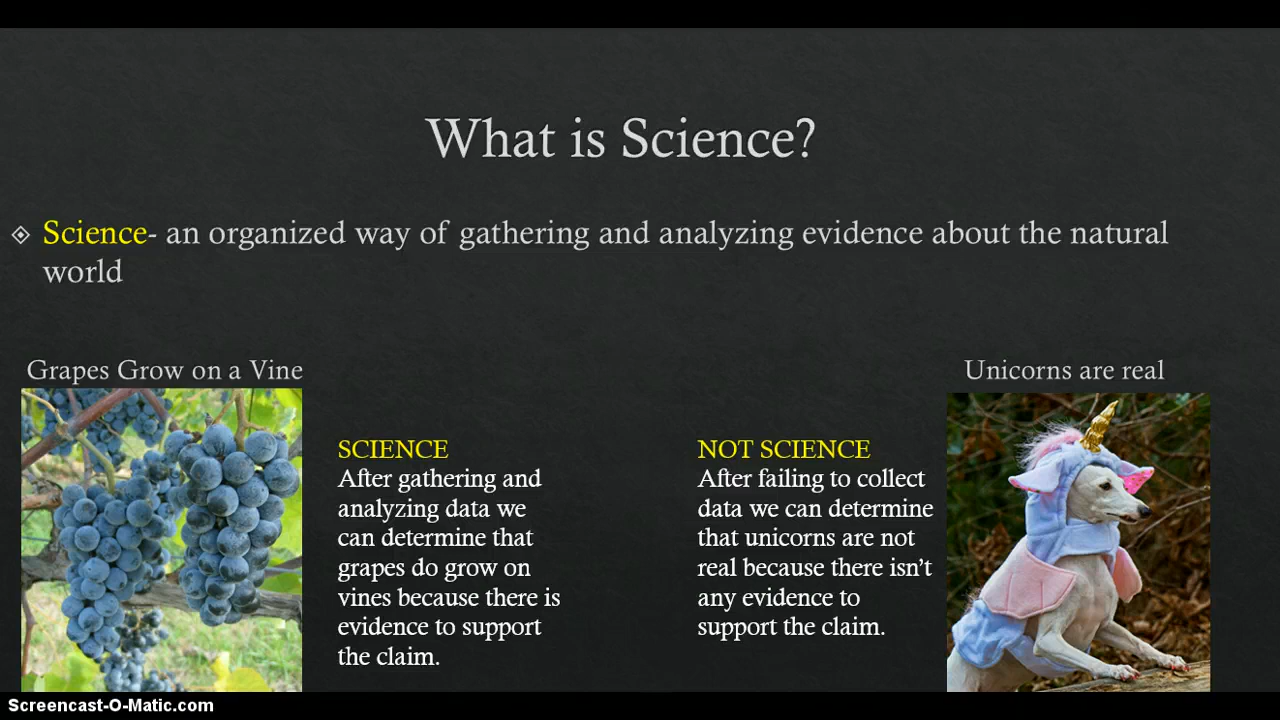 What is Science?
Science- an organized way of gathering and analyzing evidence about the natural
world
Grapes Grow on a Vine
SCIENCE
After gathering and
analyzing data we
can determine that
grapes do grow on
vines because there is
evidence to support
the claim.
NOT SCIENCE
After failing to collect
data we can determine
that unicorns are not
real because there isn't
any evidence to
support the claim.
Unicorns are real
Screencast-O-Matic.com